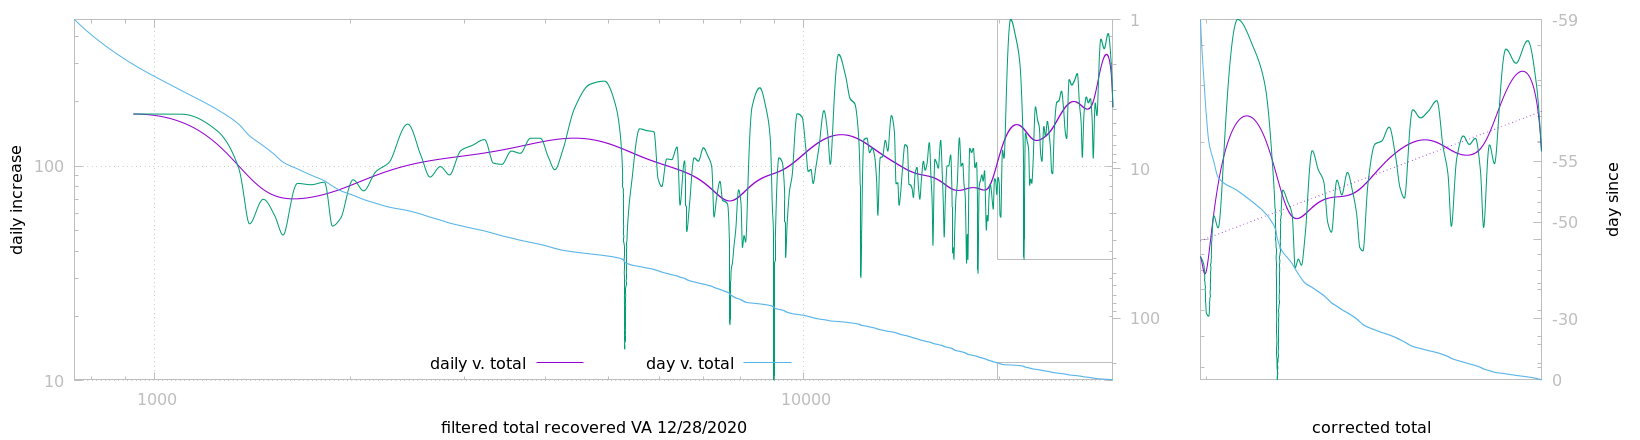 daily increase
100
10
1000
10000
1
10
100
daily v. total
day v. total
filtered total recovered VA 12/28/2020
-59
-55
-50
-30
0
day since
corrected total